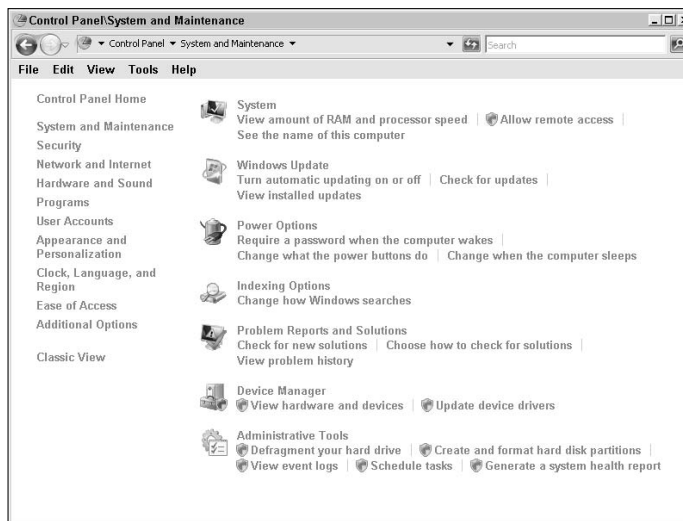 Control Panel\System and Maintenance
Control Panel System and Maintenance
Search
File Edit View Tools Help
Control Panel Home
System and Maintenance
Security
Network and Internet
Hardware and Sound
Programs
User Accounts
Appearance and
Personalization
Clock, Language, and
Region
Ease of Access
Additional Options
Classic View
System
View amount of RAM and processor speed | Allow remote access |
See the name of this computer
Windows Update
Turn automatic updating on or off | Check for updates |
View installed updates
Power Options
Require a password when the computer wakes |
Change what the power buttons do | Change when the computer sleeps
Indexing Options
Change how Windows searches
Problem Reports and Solutions
Check for new solutions | Choose how to check for solutions |
View problem history
Device Manager
View hardware and devices | Update device drivers
Administrative Tools
Defragment your hard drive | Create and format hard disk partitions |
View event logs | Schedule tasks | Generate a system health report